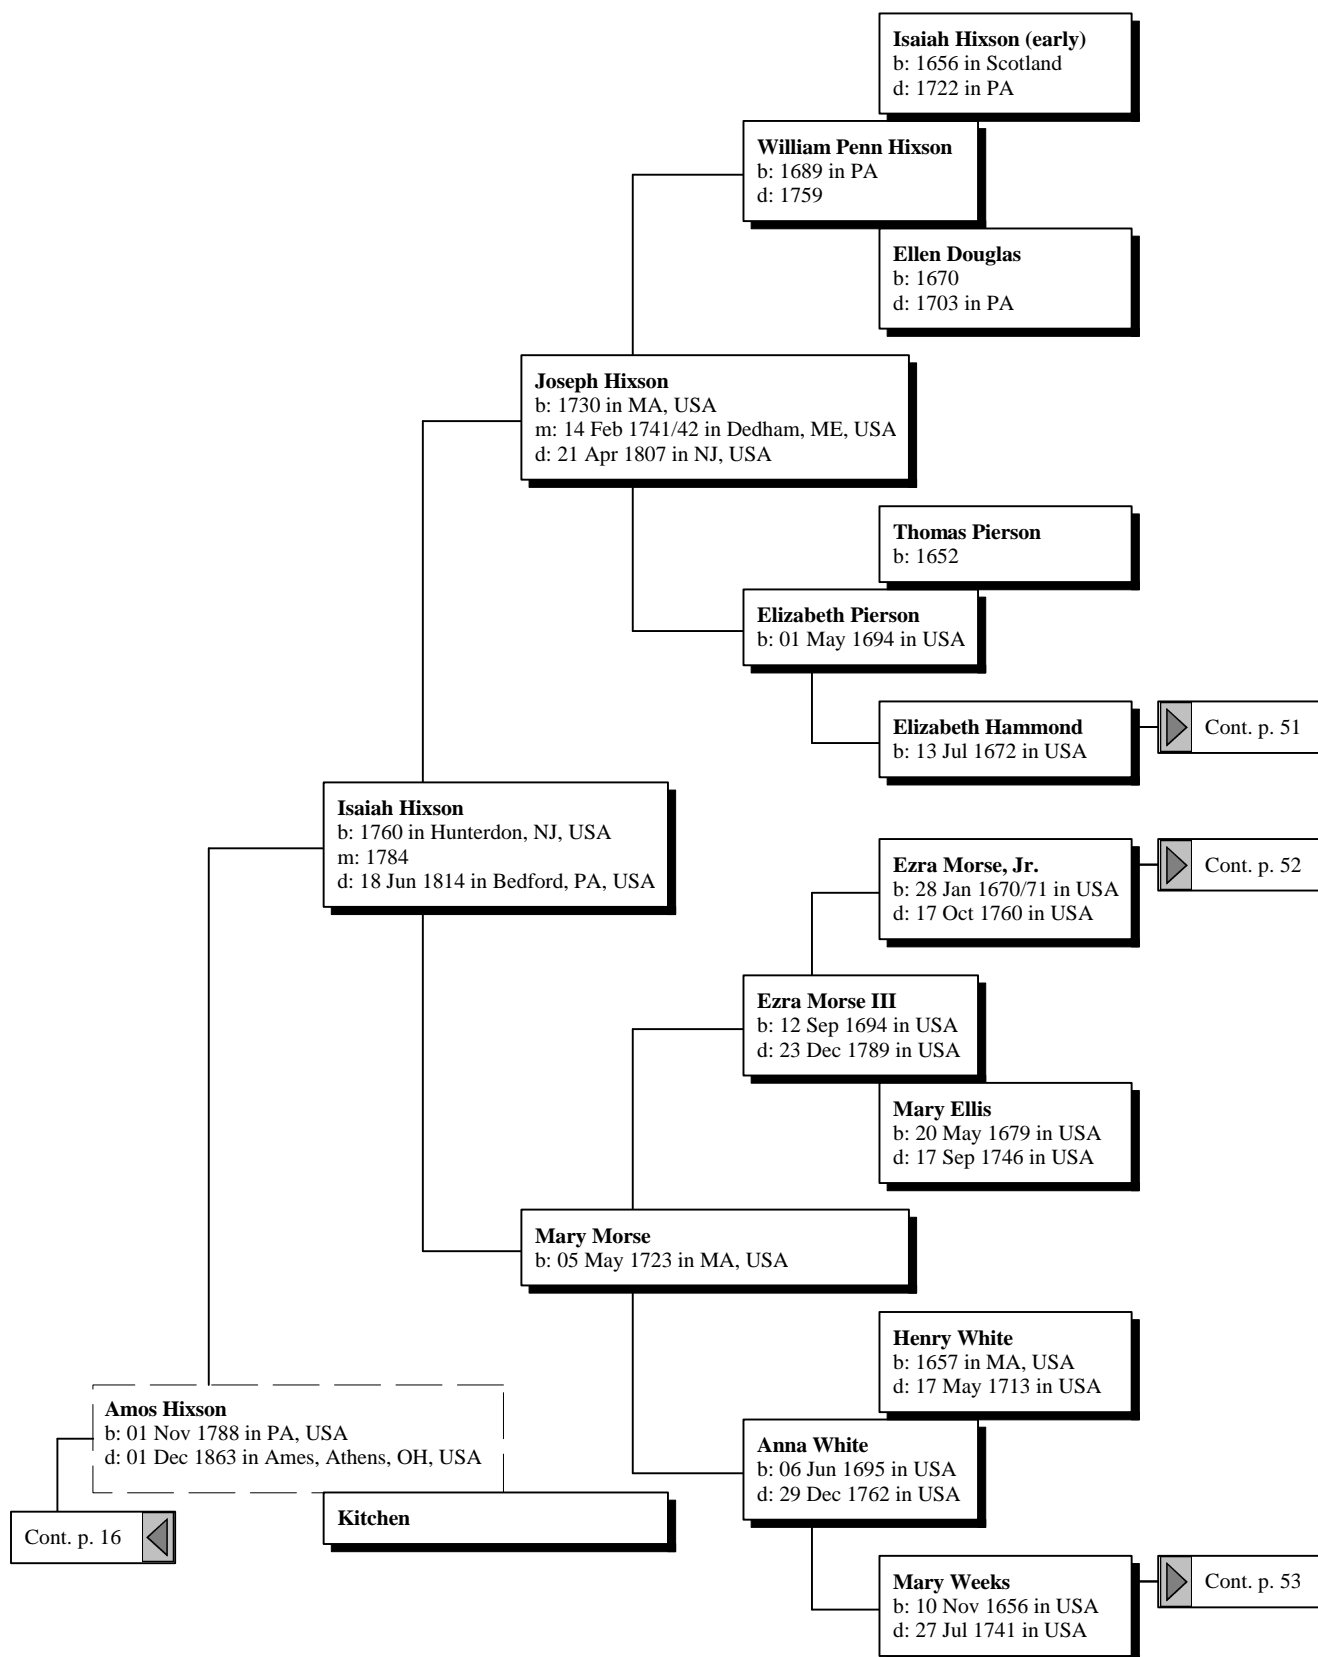 Isaiah Hixson (early)
b: 1656 in Scotland
d: 1722 in PA
William Penn Hixson
b: 1689 in PA
d: 1759
Ellen Douglas
b: 1670
d: 1703 in PA
Joseph Hixson
b: 1730 in MA, USA
m: 14 Feb 1741/42 in Dedham, ME, USA
d: 21 Apr 1807 in NJ, USA
Thomas Pierson
b: 1652
Elizabeth Pierson
b: 01 May 1694 in USA
Elizabeth Hammond
b: 13 Jul 1672 in USA
Cont. p. 51
Isaiah Hixson
b: 1760 in Hunterdon, NJ, USA
m: 1784
d: 18 Jun 1814 in Bedford, PA, USA
Ezra Morse, Jr.
b: 28 Jan 1670/71 in USA
d: 17 Oct 1760 in USA
Cont. p. 52
Ezra Morse III
b: 12 Sep 1694 in USA
d: 23 Dec 1789 in USA
Mary Ellis
b: 20 May 1679 in USA
d: 17 Sep 1746 in USA
Mary Morse
b: 05 May 1723 in MA, USA
Henry White
b: 1657 in MA, USA
d: 17 May 1713 in USA
Amos Hixson
b: 01 Nov 1788 in PA, USA
d: 01 Dec 1863 in Ames, Athens, OH, USA
Anna White
b: 06 Jun 1695 in USA
d: 29 Dec 1762 in USA
Kitchen
Cont. p. 16
Mary Weeks
b: 10 Nov 1656 in USA
d: 27 Jul 1741 in USA
Cont. p. 53